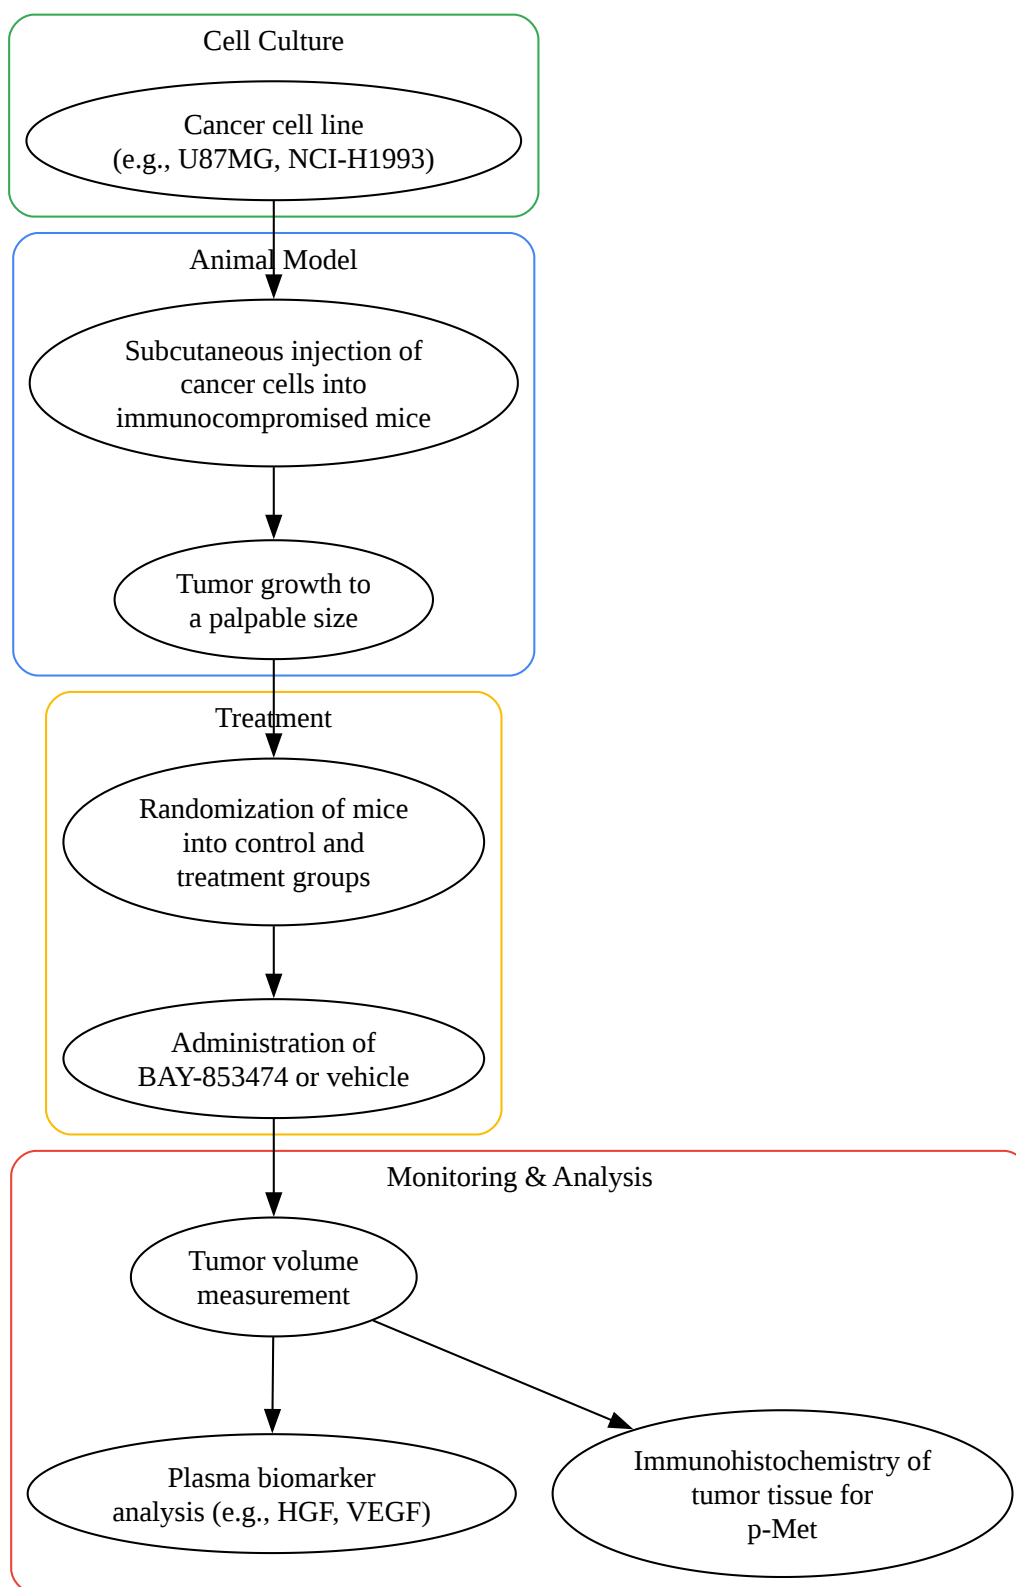 Cell Culture
Cancer cell line
(e.g., U87MG, NCI-H1993)
Animal Model
Subcutaneous injection of
cancer cells into
immunocompromised mice
Tumor growth to
a palpable size
Treatment
Randomization of mice
into control and
treatment groups
Administration of
BAY-853474 or vehicle
Monitoring & Analysis
Tumor volume
measurement
Plasma biomarker
analysis (e.g., HGF, VEGF)
Immunohistochemistry of
tumor tissue for
p-Met